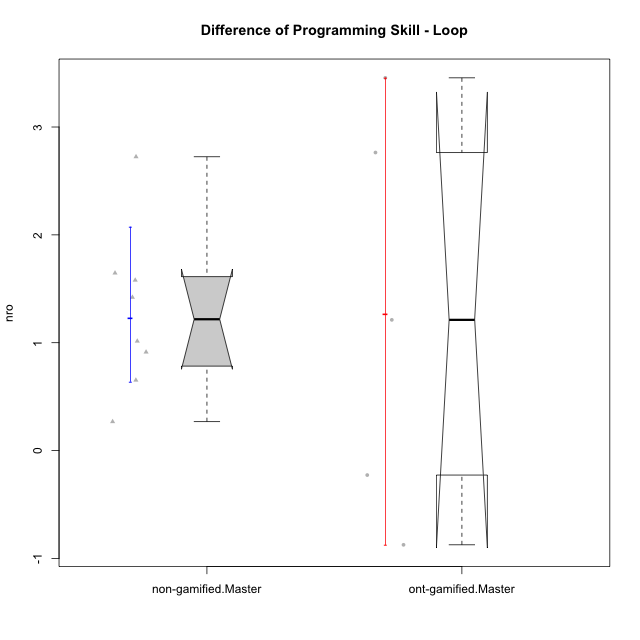 Difference of Programming Skill - Loop
nro
3
2
1
0
-1
non-gamified.Master
ont-gamified.Master